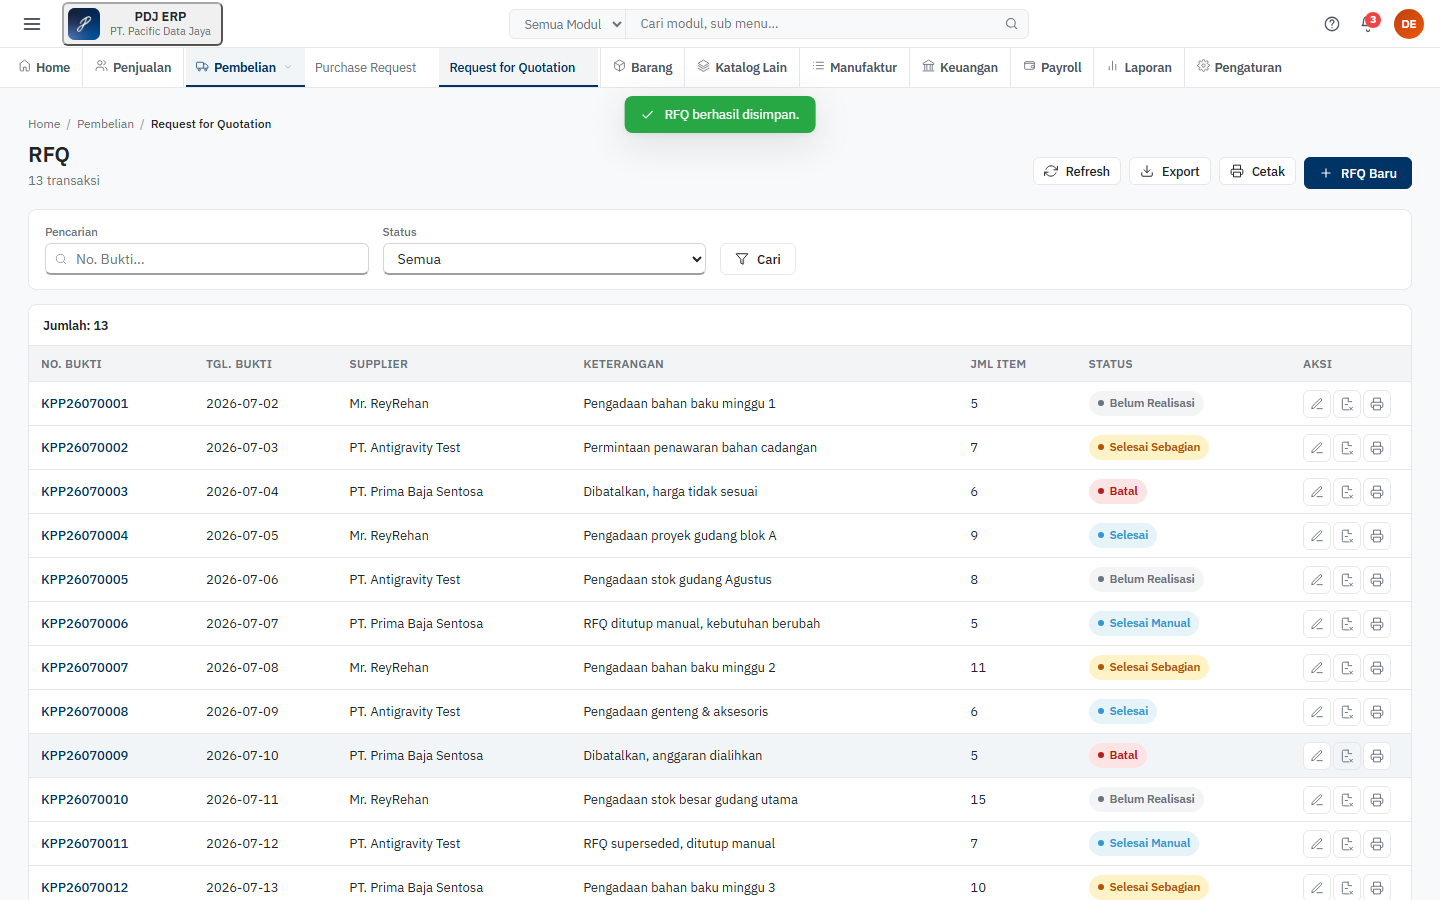 PDJ ERP
PT. Pacific Data Jaya
Semua Modul
Cari modul, sub menu...
3
DE
Home
Penjualan
Pembelian
Purchase Request
Request for Quotation
Barang
Katalog Lain
Manufaktur
Keuangan
Payroll
Laporan
Pengaturan
RFQ berhasil disimpan.
Home / Pembelian / Request for Quotation
RFQ
13 transaksi
Refresh
Export
Cetak
RFQ Baru
Pencarian
Status
No. Bukti...
Semua
Cari
Jumlah: 13
NO. BUKTI TGL. BUKTI SUPPLIER KETERANGAN JML ITEM STATUS AKSI
KPP26070001 2026-07-02 Mr. ReyRehan Pengadaan bahan baku minggu 1 5 Belum Realisasi
KPP26070002 2026-07-03 PT. Antigravity Test Permintaan penawaran bahan cadangan 7 Selesai Sebagian
KPP26070003 2026-07-04 PT. Prima Baja Sentosa Dibatalkan, harga tidak sesuai 6 Batal
KPP26070004 2026-07-05 Mr. ReyRehan Pengadaan proyek gudang blok A 9 Selesai
KPP26070005 2026-07-06 PT. Antigravity Test Pengadaan stok gudang Agustus 8 Belum Realisasi
KPP26070006 2026-07-07 PT. Prima Baja Sentosa RFQ ditutup manual, kebutuhan berubah 5 Selesai Manual
KPP26070007 2026-07-08 Mr. ReyRehan Pengadaan bahan baku minggu 2 11 Selesai Sebagian
KPP26070008 2026-07-09 PT. Antigravity Test Pengadaan genteng & aksesoris 6 Selesai
KPP26070009 2026-07-10 PT. Prima Baja Sentosa Dibatalkan, anggaran dialihkan 5 Batal
KPP26070010 2026-07-11 Mr. ReyRehan Pengadaan stok besar gudang utama 15 Belum Realisasi
KPP26070011 2026-07-12 PT. Antigravity Test RFQ superseded, ditutup manual 7 Selesai Manual
KPP26070012 2026-07-13 PT. Prima Baja Sentosa Pengadaan bahan baku minggu 3 10 Selesai Sebagian